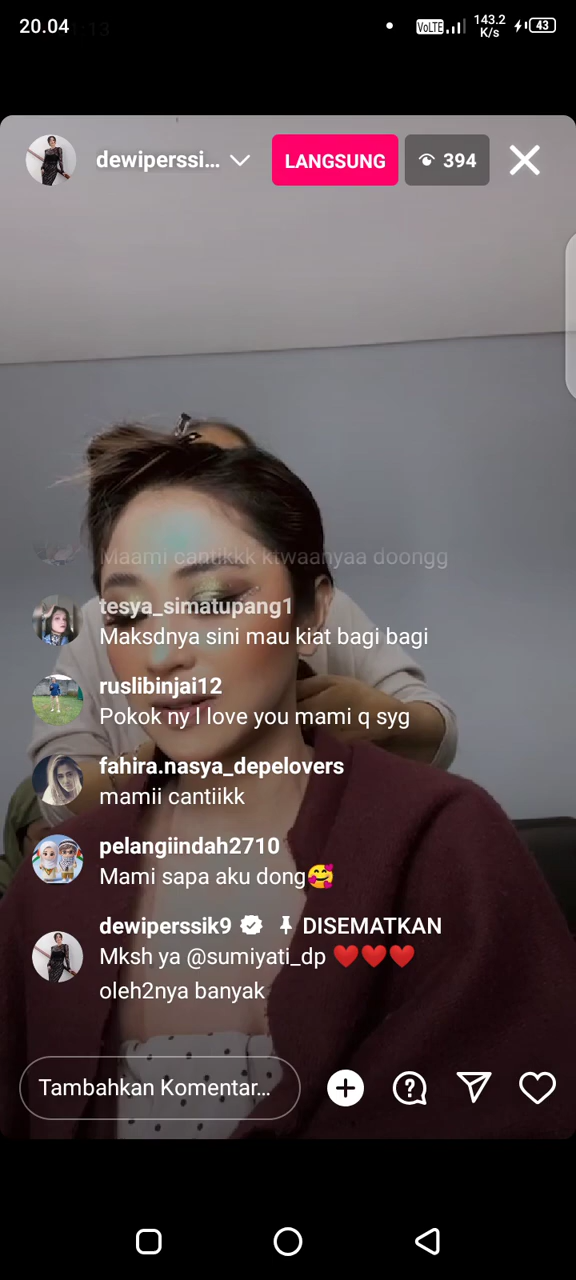 20.04
VoLTE
143.2
K/s
43
dewiperssi...
LANGSUNG
394
Maami cantikkk ktwaanyaa doongg
tesya_simatupang1
Maksdnya sini mau kiat bagi bagi
ruslibinjai12
Pokok ny I love you mami q syg
fahira.nasya_depelovers
mamii cantiikk
pelangiindah2710
Mami sapa aku dong🥰
dewiperssik9 DISEMATKAN
Mksh ya @sumiyati_dp ❤️❤️❤️
oleh2nya banyak
Tambahkan Komentar...